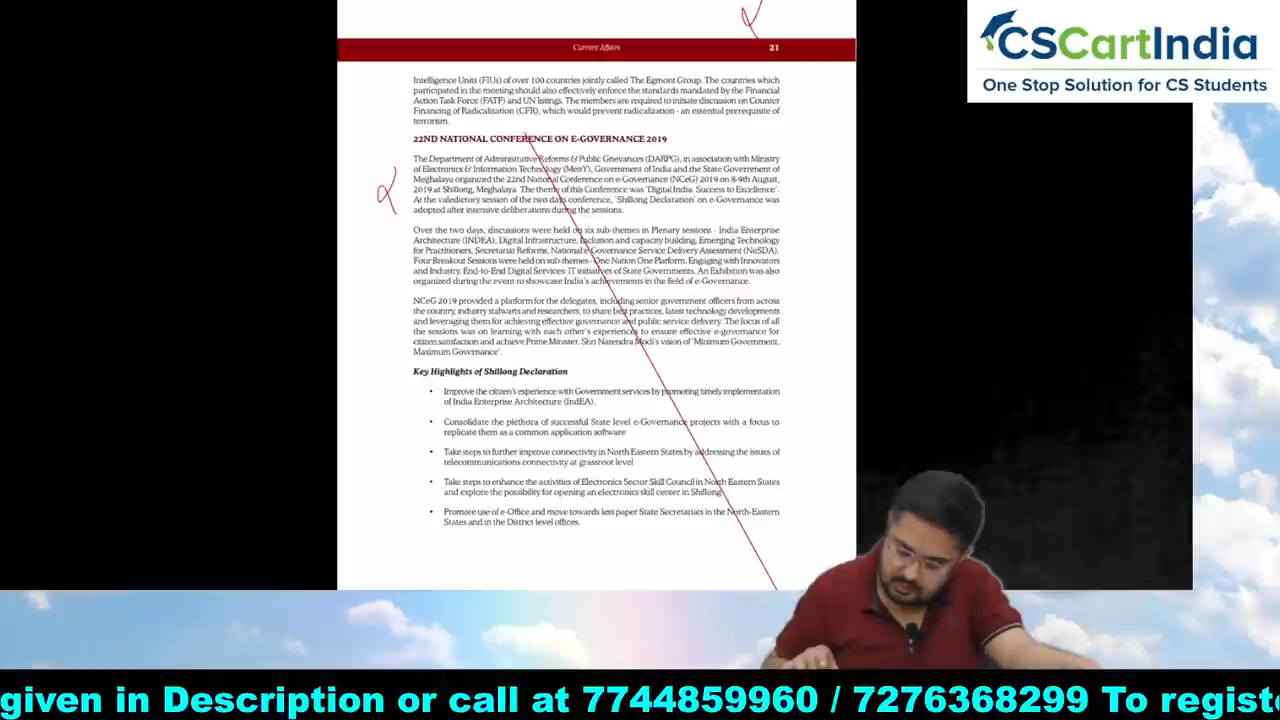 CSCartIndia
One Stop Solution for CS Students
Current Affairs 21
Intelligence Units (FIUs) of over 100 countries jointly called The Egmont Group. The countries which
participated in the meeting should also effectively enforce the standards mandated by the Financial
Action Task Force (FATF) and UN listings. The members are required to initiate discussion on Counter
Financing of Radicalisation (CFR), which would prevent radicalization - an essential prerequisite of
terrorism.
22ND NATIONAL CONFERENCE ON E-GOVERNANCE 2019
The Department of Administrative Reforms & Public Grievances (DARPG), in association with Ministry
of Electronics & Information Technology (MeitY), Government of India and the State Government of
Meghalaya organized the 22nd National Conference on e-Governance (NCeG) 2019 on 8-9th August,
2019 at Shillong, Meghalaya. The theme of this Conference was 'Digital India: Success to Excellence'.
At the valedictory session of the two days conference, 'Shillong Declaration' on e-Governance was
adopted after intensive deliberations during the sessions.
Over the two days, discussions were held on six sub-themes in Plenary sessions - India Enterprise
Architecture (INDEA), Digital Infrastructure, Inclusion and capacity building, Emerging Technology
for Practitioners, Secretariat Reforms, National e-Governance Service Delivery Assessment (NeSDA).
Four Breakout Sessions were held on sub-themes - One Nation One Platform, Engaging with Innovators
and Industry, End-to-End Digital Services: IT initiatives of State Governments. An Exhibition was also
organized during the event to showcase India's achievements in the field of e-Governance.
NCeG 2019 provided a platform for the delegates, including senior government officers from across
the country, industry stalwarts and researchers, to share best practices, latest technology developments
and leveraging them for achieving effective governance and public service delivery. The focus of all
the sessions was on learning with each other's experiences to ensure effective e-governance for
citizen satisfaction and achieve Prime Minister, Shri Narendra Modi's vision of 'Minimum Government,
Maximum Governance'.
Key Highlights of Shillong Declaration
• Improve the citizen's experience with Government services by promoting timely implementation
of India Enterprise Architecture (IndEA).
• Consolidate the plethora of successful State level e-Governance projects with a focus to
replicate them as a common application software
• Take steps to further improve connectivity in North Eastern States by addressing the issues of
telecommunications connectivity at grassroot level
• Take steps to enhance the activities of Electronics Sector Skill Council in North Eastern States
and explore the possibility for opening an electronics skill center in Shillong
• Promote use of e-Office and move towards less paper State Secretariats in the North-Eastern
States and in the District level offices.
given in Description or call at 7744859960 / 7276368299 To registe